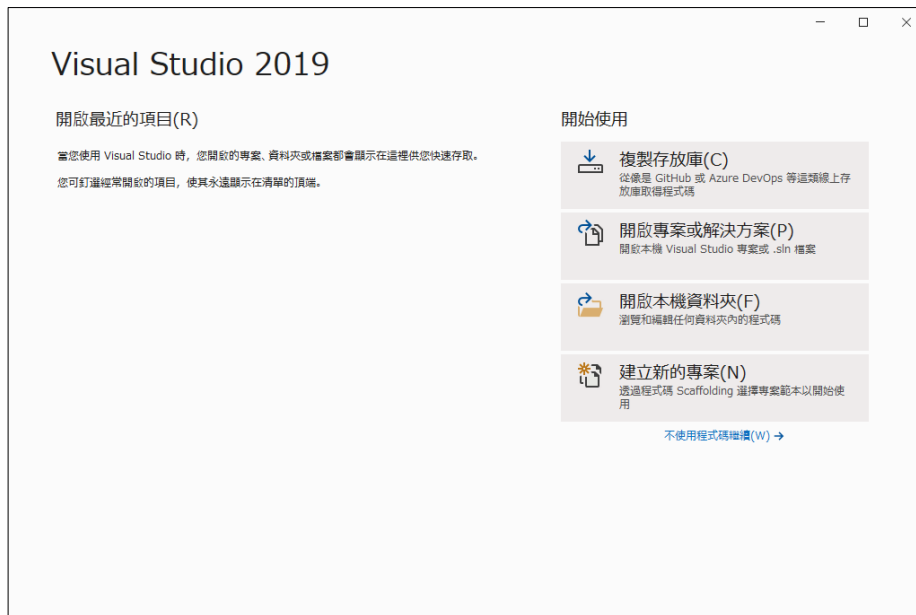 Visual Studio 2019
開啟最近的項目(R)
當您使用 Visual Studio 時，您開啟的專案、資料夾或檔案都會顯示在這裡供您快速存取。
您可釘選經常開啟的項目，使其永遠顯示在清單的頂端。
開始使用
複製存放庫(C)
從像是 GitHub 或 Azure DevOps 等這類線上存
放庫取得程式碼
開啟專案或解決方案(P)
開啟本機 Visual Studio 專案或 .sln 檔案
開啟本機資料夾(F)
瀏覽和編輯任何資料夾內的程式碼
建立新的專案(N)
透過程式碼 Scaffolding 選擇專案範本以開始使
用
不使用程式碼繼續(W) →